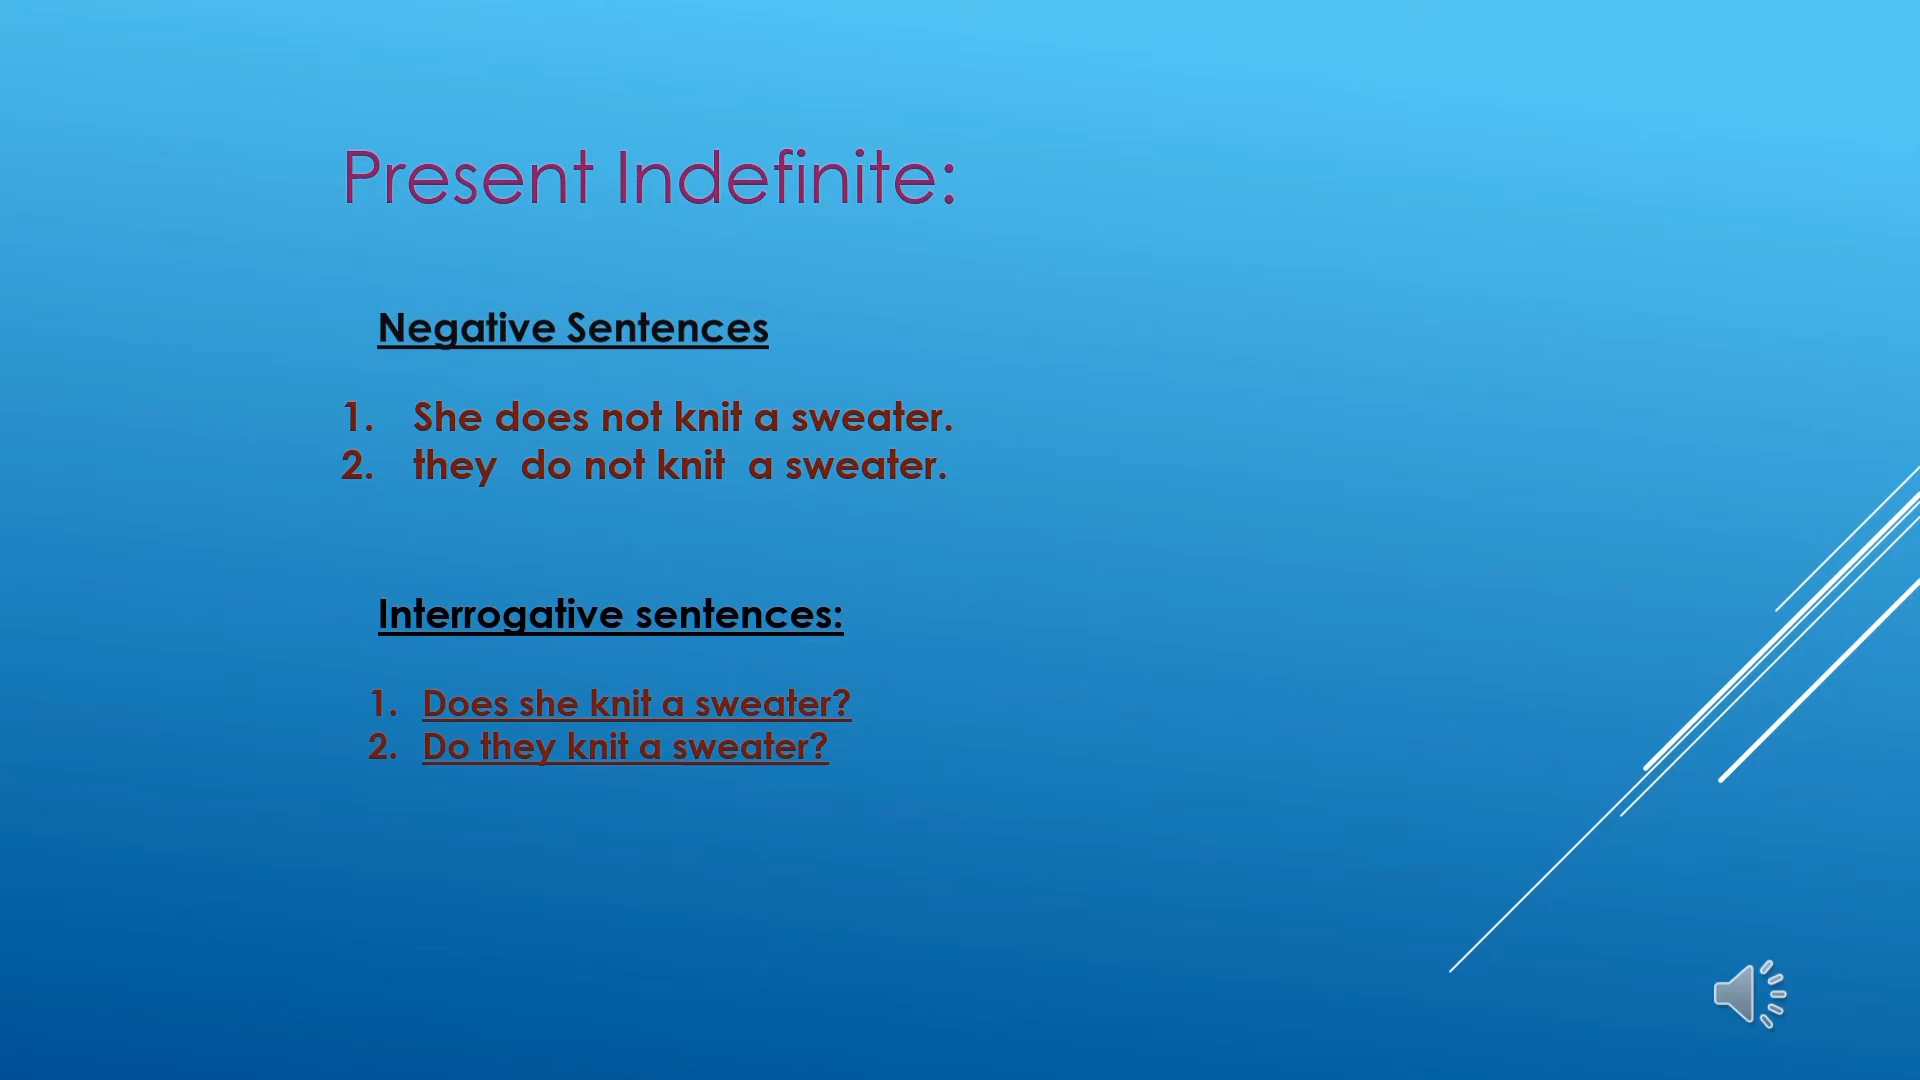 Present Indefinite:
Negative Sentences
1. She does not knit a sweater.
2. they do not knit a sweater.
Interrogative sentences:
1. Does she knit a sweater?
2. Do they knit a sweater?